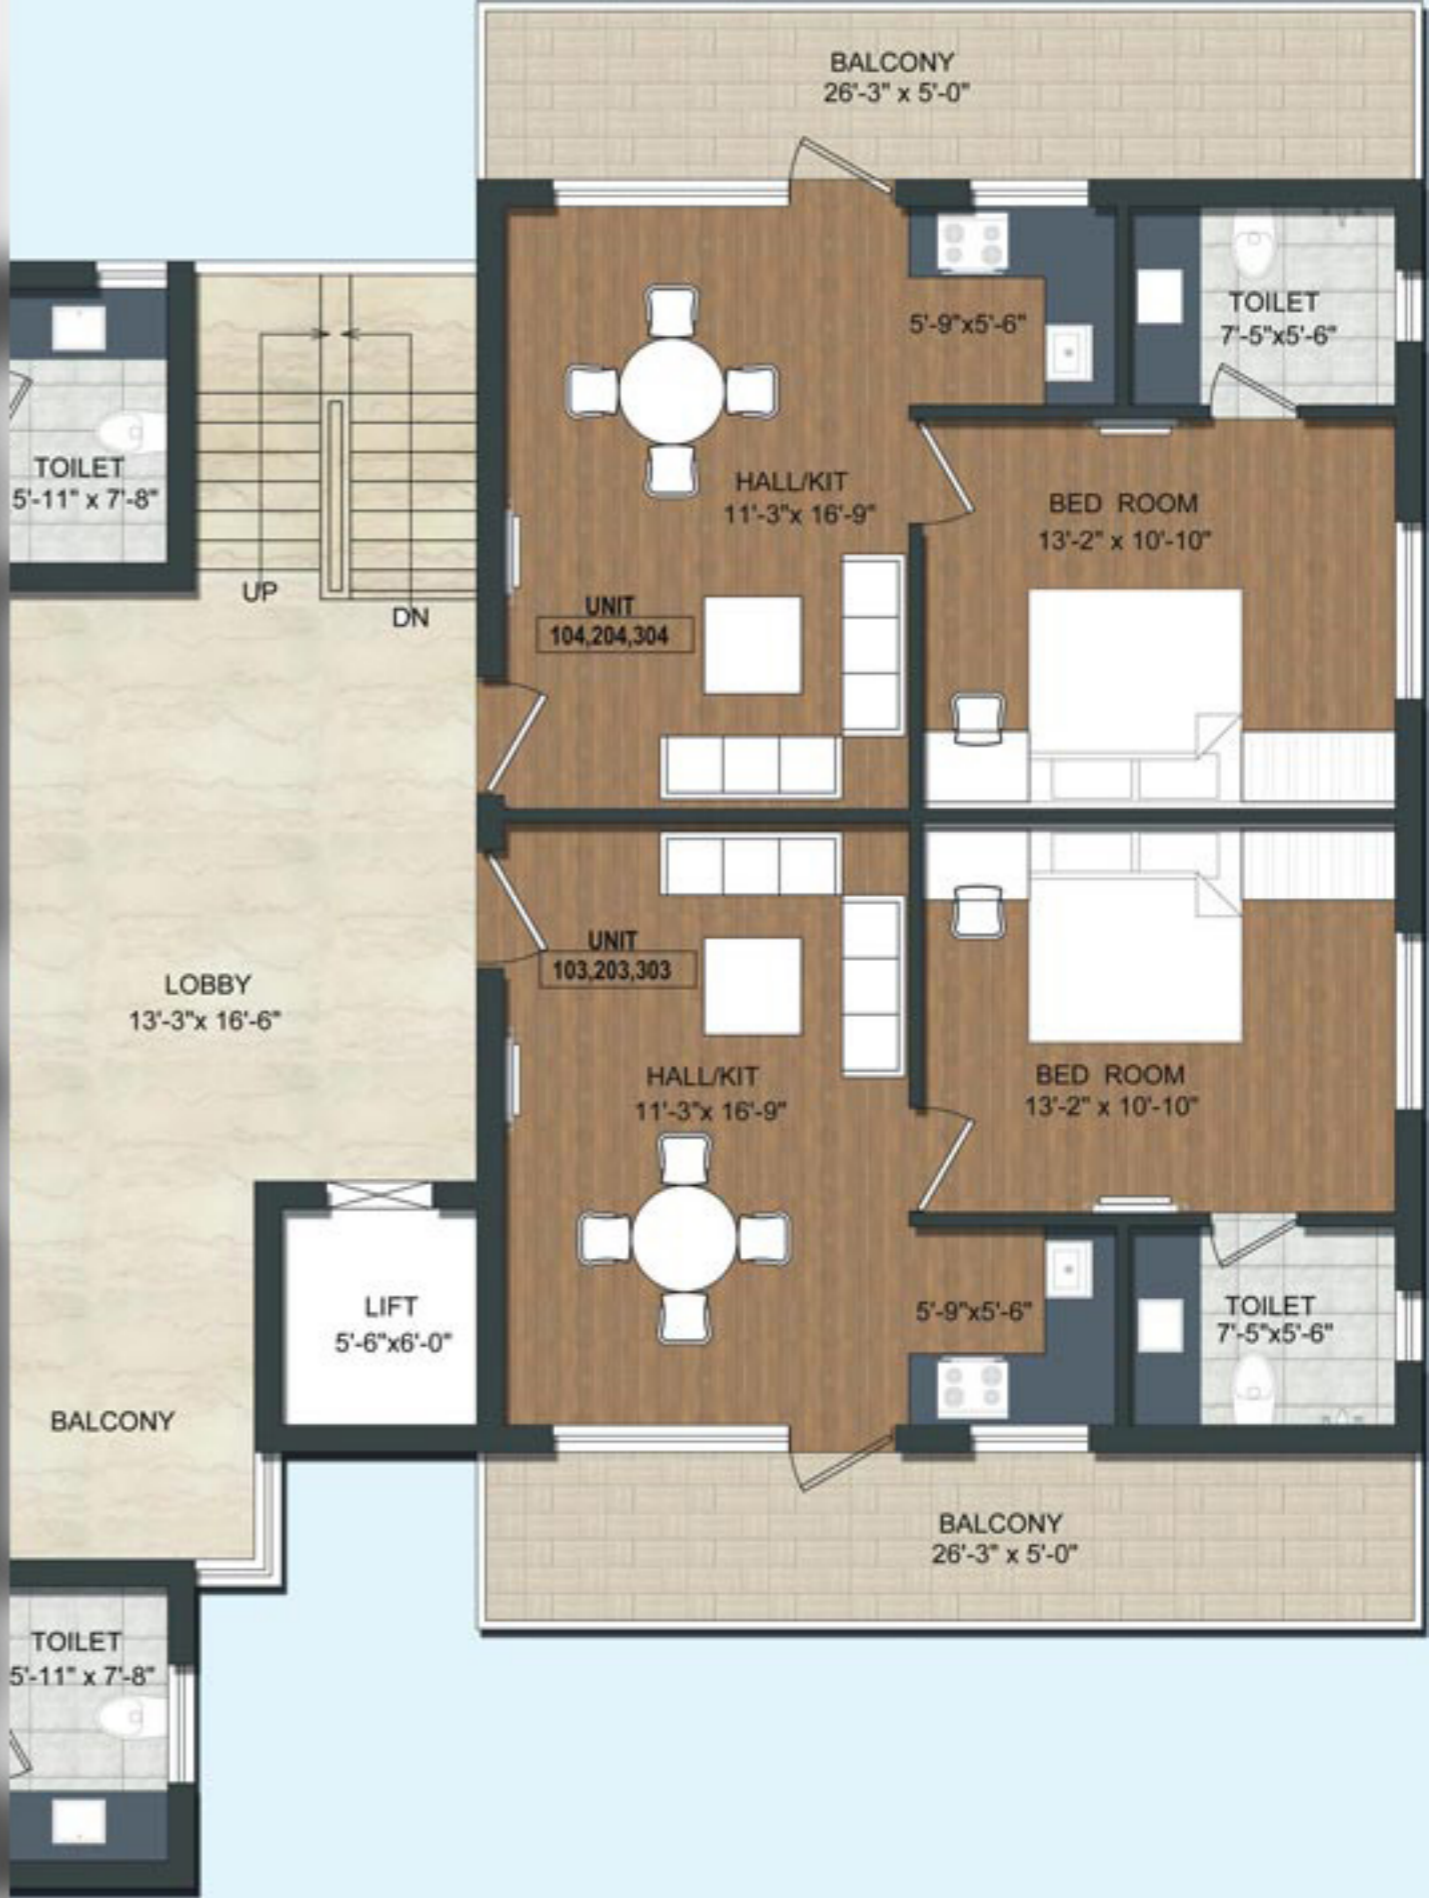 BALCONY
26'-3" x 5'-0"
5'-9"x5'-6"
TOILET
7'-5"x5'-6"
TOILET
5'-11" x 7'-8"
HALL/KIT
11'-3"x 16'-9"
BED ROOM
13'-2" x 10'-10"
UP
DN
UNIT
104,204,304
UNIT
103,203,303
LOBBY
13'-3"x 16'-6"
HALL/KIT
11'-3"x 16'-9"
BED ROOM
13'-2" x 10'-10"
LIFT
5'-6"x6'-0"
5'-9"x5'-6"
TOILET
7'-5"x5'-6"
BALCONY
BALCONY
26'-3" x 5'-0"
TOILET
5'-11" x 7'-8"